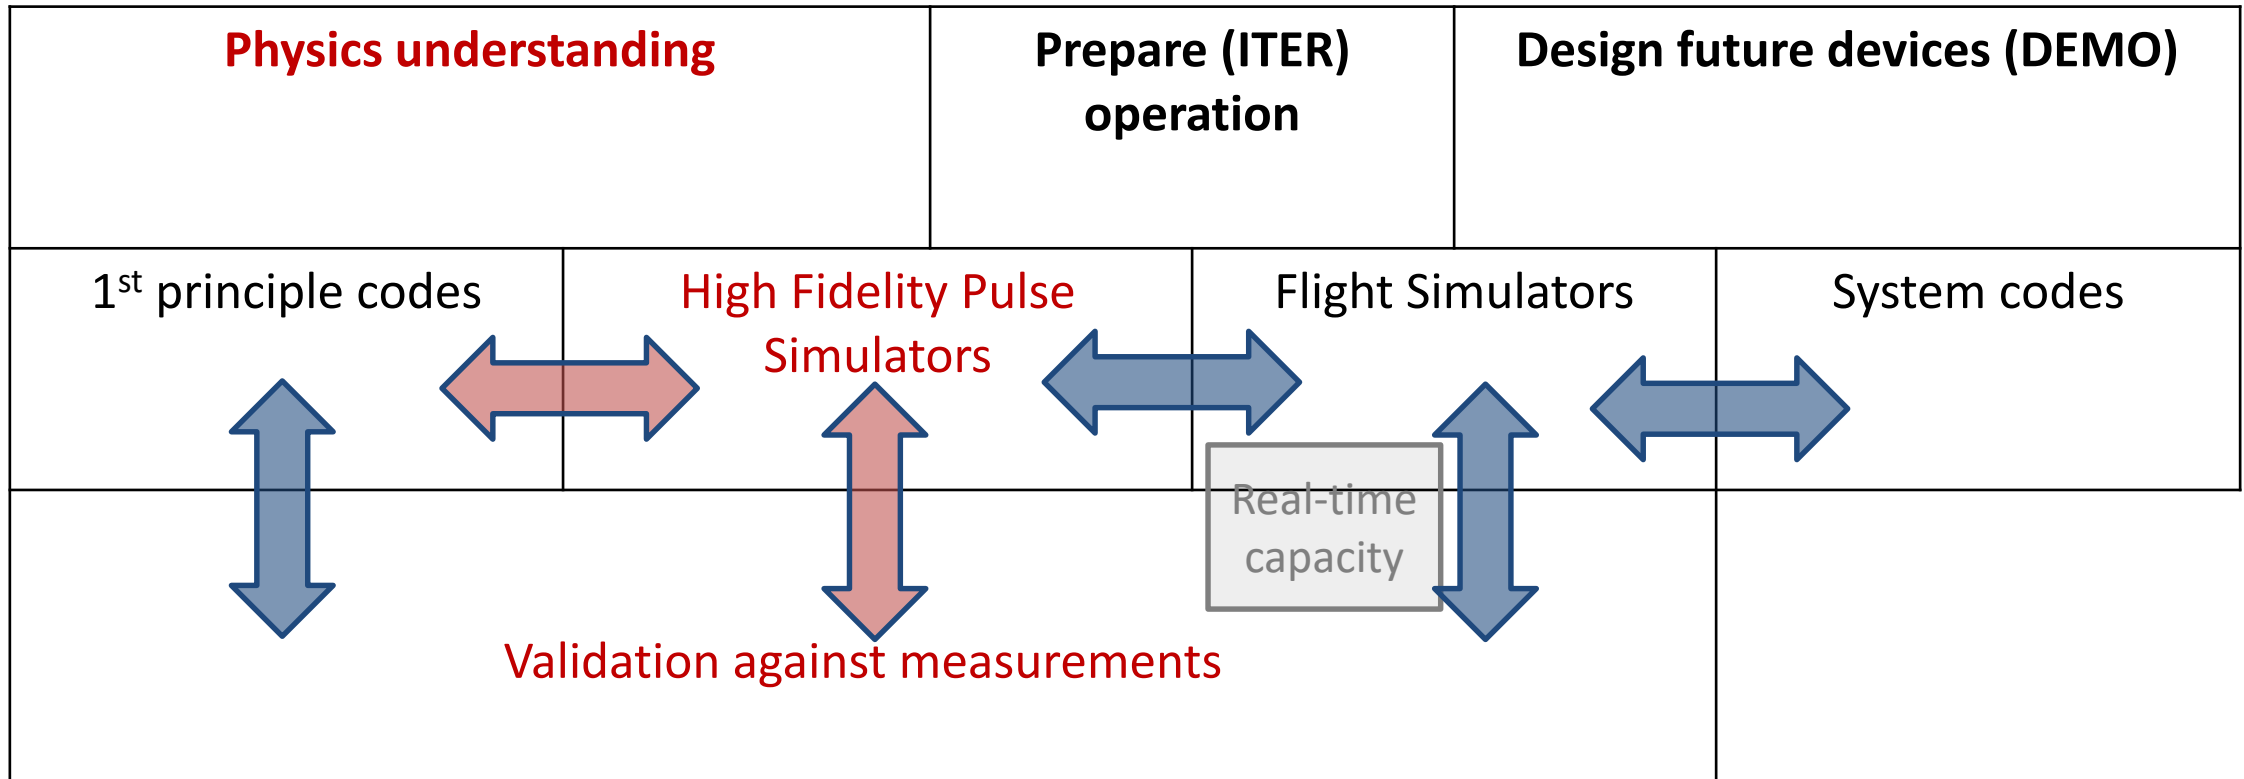 Physics understanding
Prepare (ITER)
operation
Design future devices (DEMO)
1st principle codes
High Fidelity Pulse
Simulators
Flight Simulators
System codes
Real-time
capacity
Validation against measurements